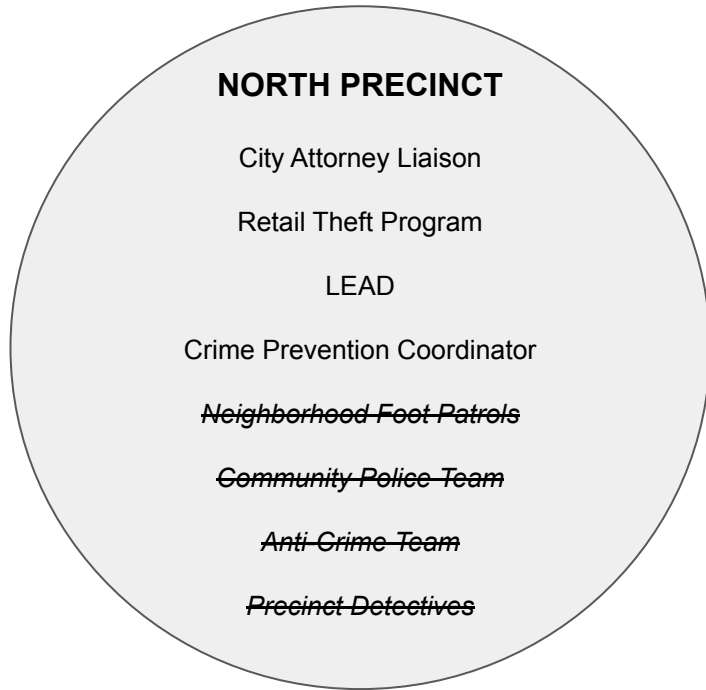 NORTH PRECINCT
City Attorney Liaison
Retail Theft Program
LEAD
Crime Prevention Coordinator
Neighborhood Foot Patrols
Community Police Team
Anti-Crime Team
Precinct Detectives